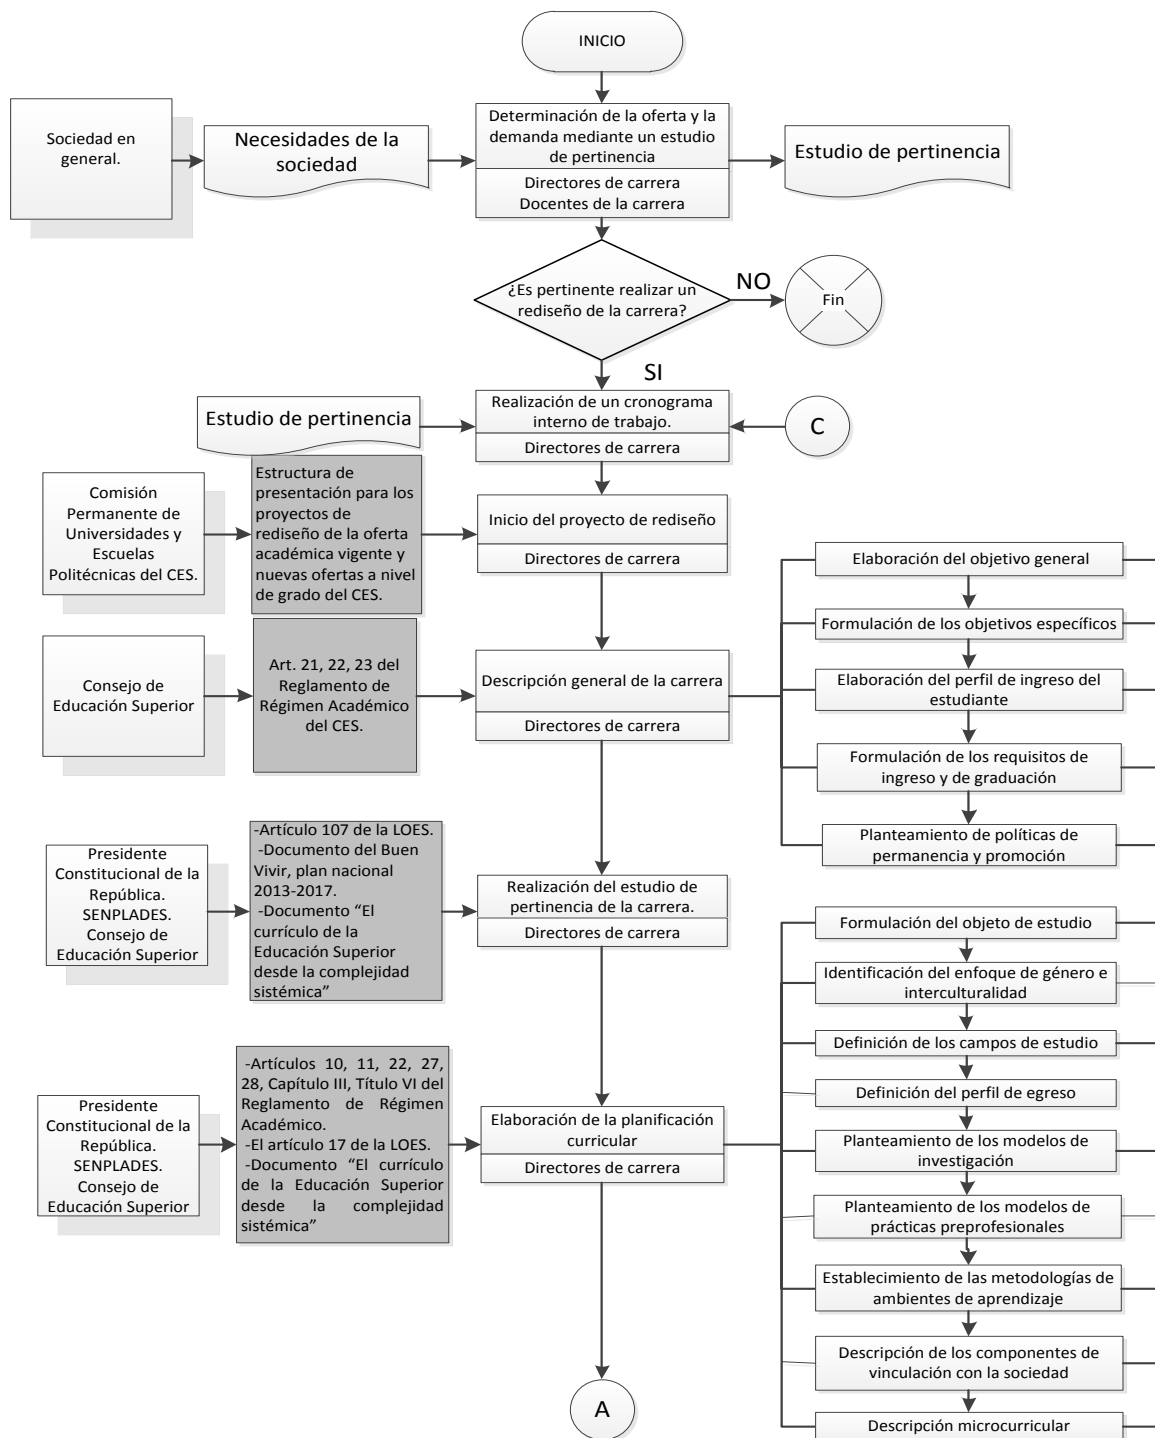 INICIO
Sociedad en
general.
Necesidades de la
sociedad
Determinación de la oferta y la
demanda mediante un estudio
de pertinencia
Directores de carrera
Docentes de la carrera
Estudio de pertinencia
¿Es pertinente realizar un
rediseño de la carrera?
NO
Fin
SI
Estudio de pertinencia
Realización de un cronograma
interno de trabajo.
Directores de carrera
C
Comisión
Permanente de
Universidades y
Escuelas
Politécnicas del CES.
Estructura de
presentación para los
proyectos de
rediseño de la oferta
académica vigente y
nuevas ofertas a nivel
de grado del CES.
Inicio del proyecto de rediseño
Directores de carrera
Consejo de
Educación Superior
Art. 21, 22, 23 del
Reglamento de
Régimen Académico
del CES.
Descripción general de la carrera
Directores de carrera
Elaboración del objetivo general
Formulación de los objetivos específicos
Elaboración del perfil de ingreso del
estudiante
Formulación de los requisitos de
ingreso y de graduación
Planteamiento de políticas de
permanencia y promoción
Presidente
Constitucional de la
República.
SENPLADES.
Consejo de
Educación Superior
-Artículo 107 de la LOES.
-Documento del Buen
Vivir, plan nacional
2013-2017.
-Documento “El
currículo de la
Educación Superior
desde la complejidad
sistémica”
Realización del estudio de
pertinencia de la carrera.
Directores de carrera
Presidente
Constitucional de la
República.
SENPLADES.
Consejo de
Educación Superior
-Artículos 10, 11, 22, 27,
28, Capítulo III, Título VI del
Reglamento de Régimen
Académico.
-El artículo 17 de la LOES.
-Documento “El currículo
de la Educación Superior
desde la complejidad
sistémica”
Elaboración de la planificación
curricular
Directores de carrera
Formulación del objeto de estudio
Identificación del enfoque de género e
interculturalidad
Definición de los campos de estudio
Definición del perfil de egreso
Planteamiento de los modelos de
investigación
Planteamiento de los modelos de
prácticas preprofesionales
Establecimiento de las metodologías de
ambientes de aprendizaje
Descripción de los componentes de
vinculación con la sociedad
Descripción microcurricular
A